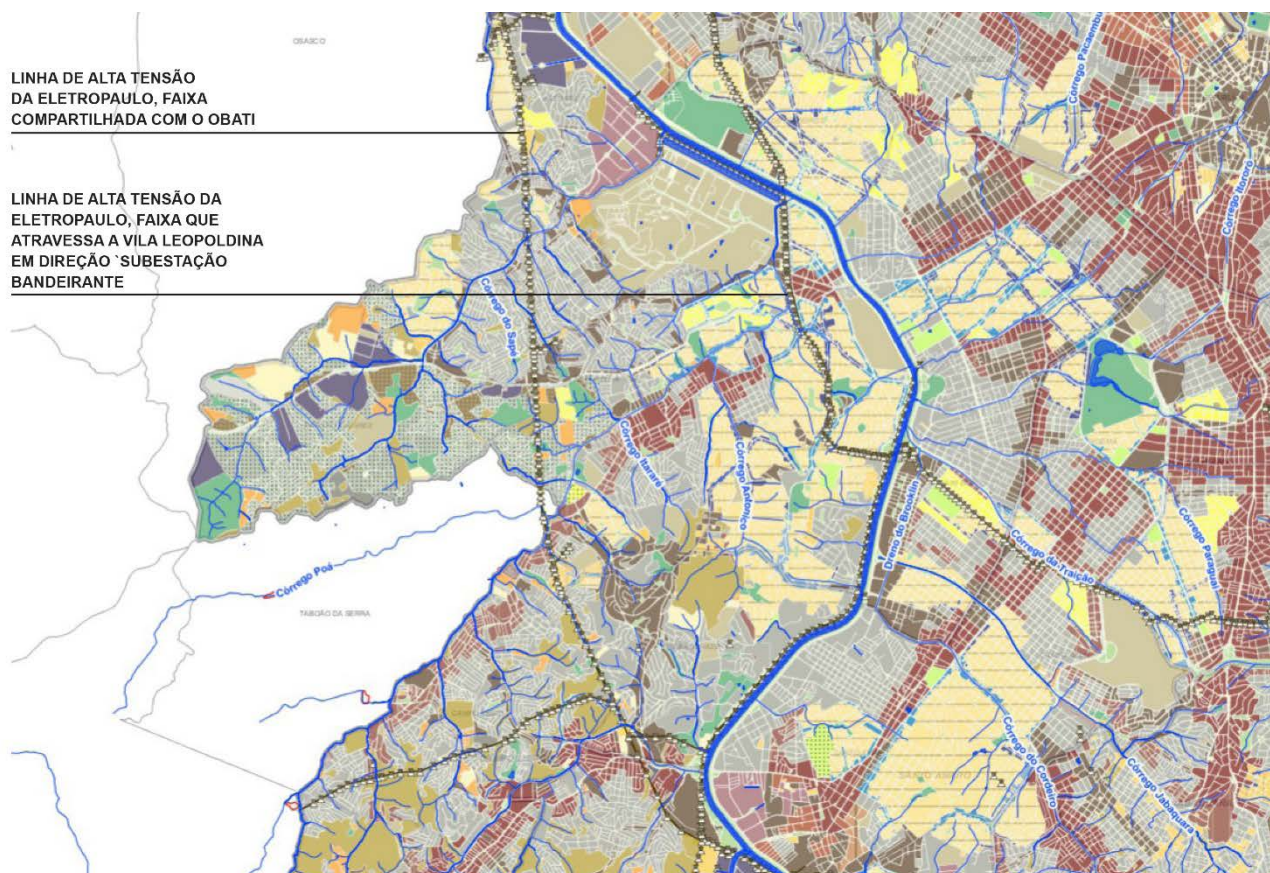 OSASCO
LINHA DE ALTA TENSÃO
DA ELETROPAULO, FAIXA
COMPARTILHADA COM O OBATI
LINHA DE ALTA TENSÃO DA
ELETROPAULO, FAIXA QUE
ATRAVESSA A VILA LEOPOLDINA
EM DIREÇÃO `SUBESTAÇÃO
BANDEIRANTE
Córrego Pacaembu
Córrego Itororó
Córrego do Sapé
Córrego Itararé
Córrego Antonico
Dreno do Brooklin
Córrego da Traição
Córrego Paraguai
Córrego Poá
TABOÃO DA SERRA
Córrego do Cordeiro
Córrego Jabaquara
SANTO AMARO